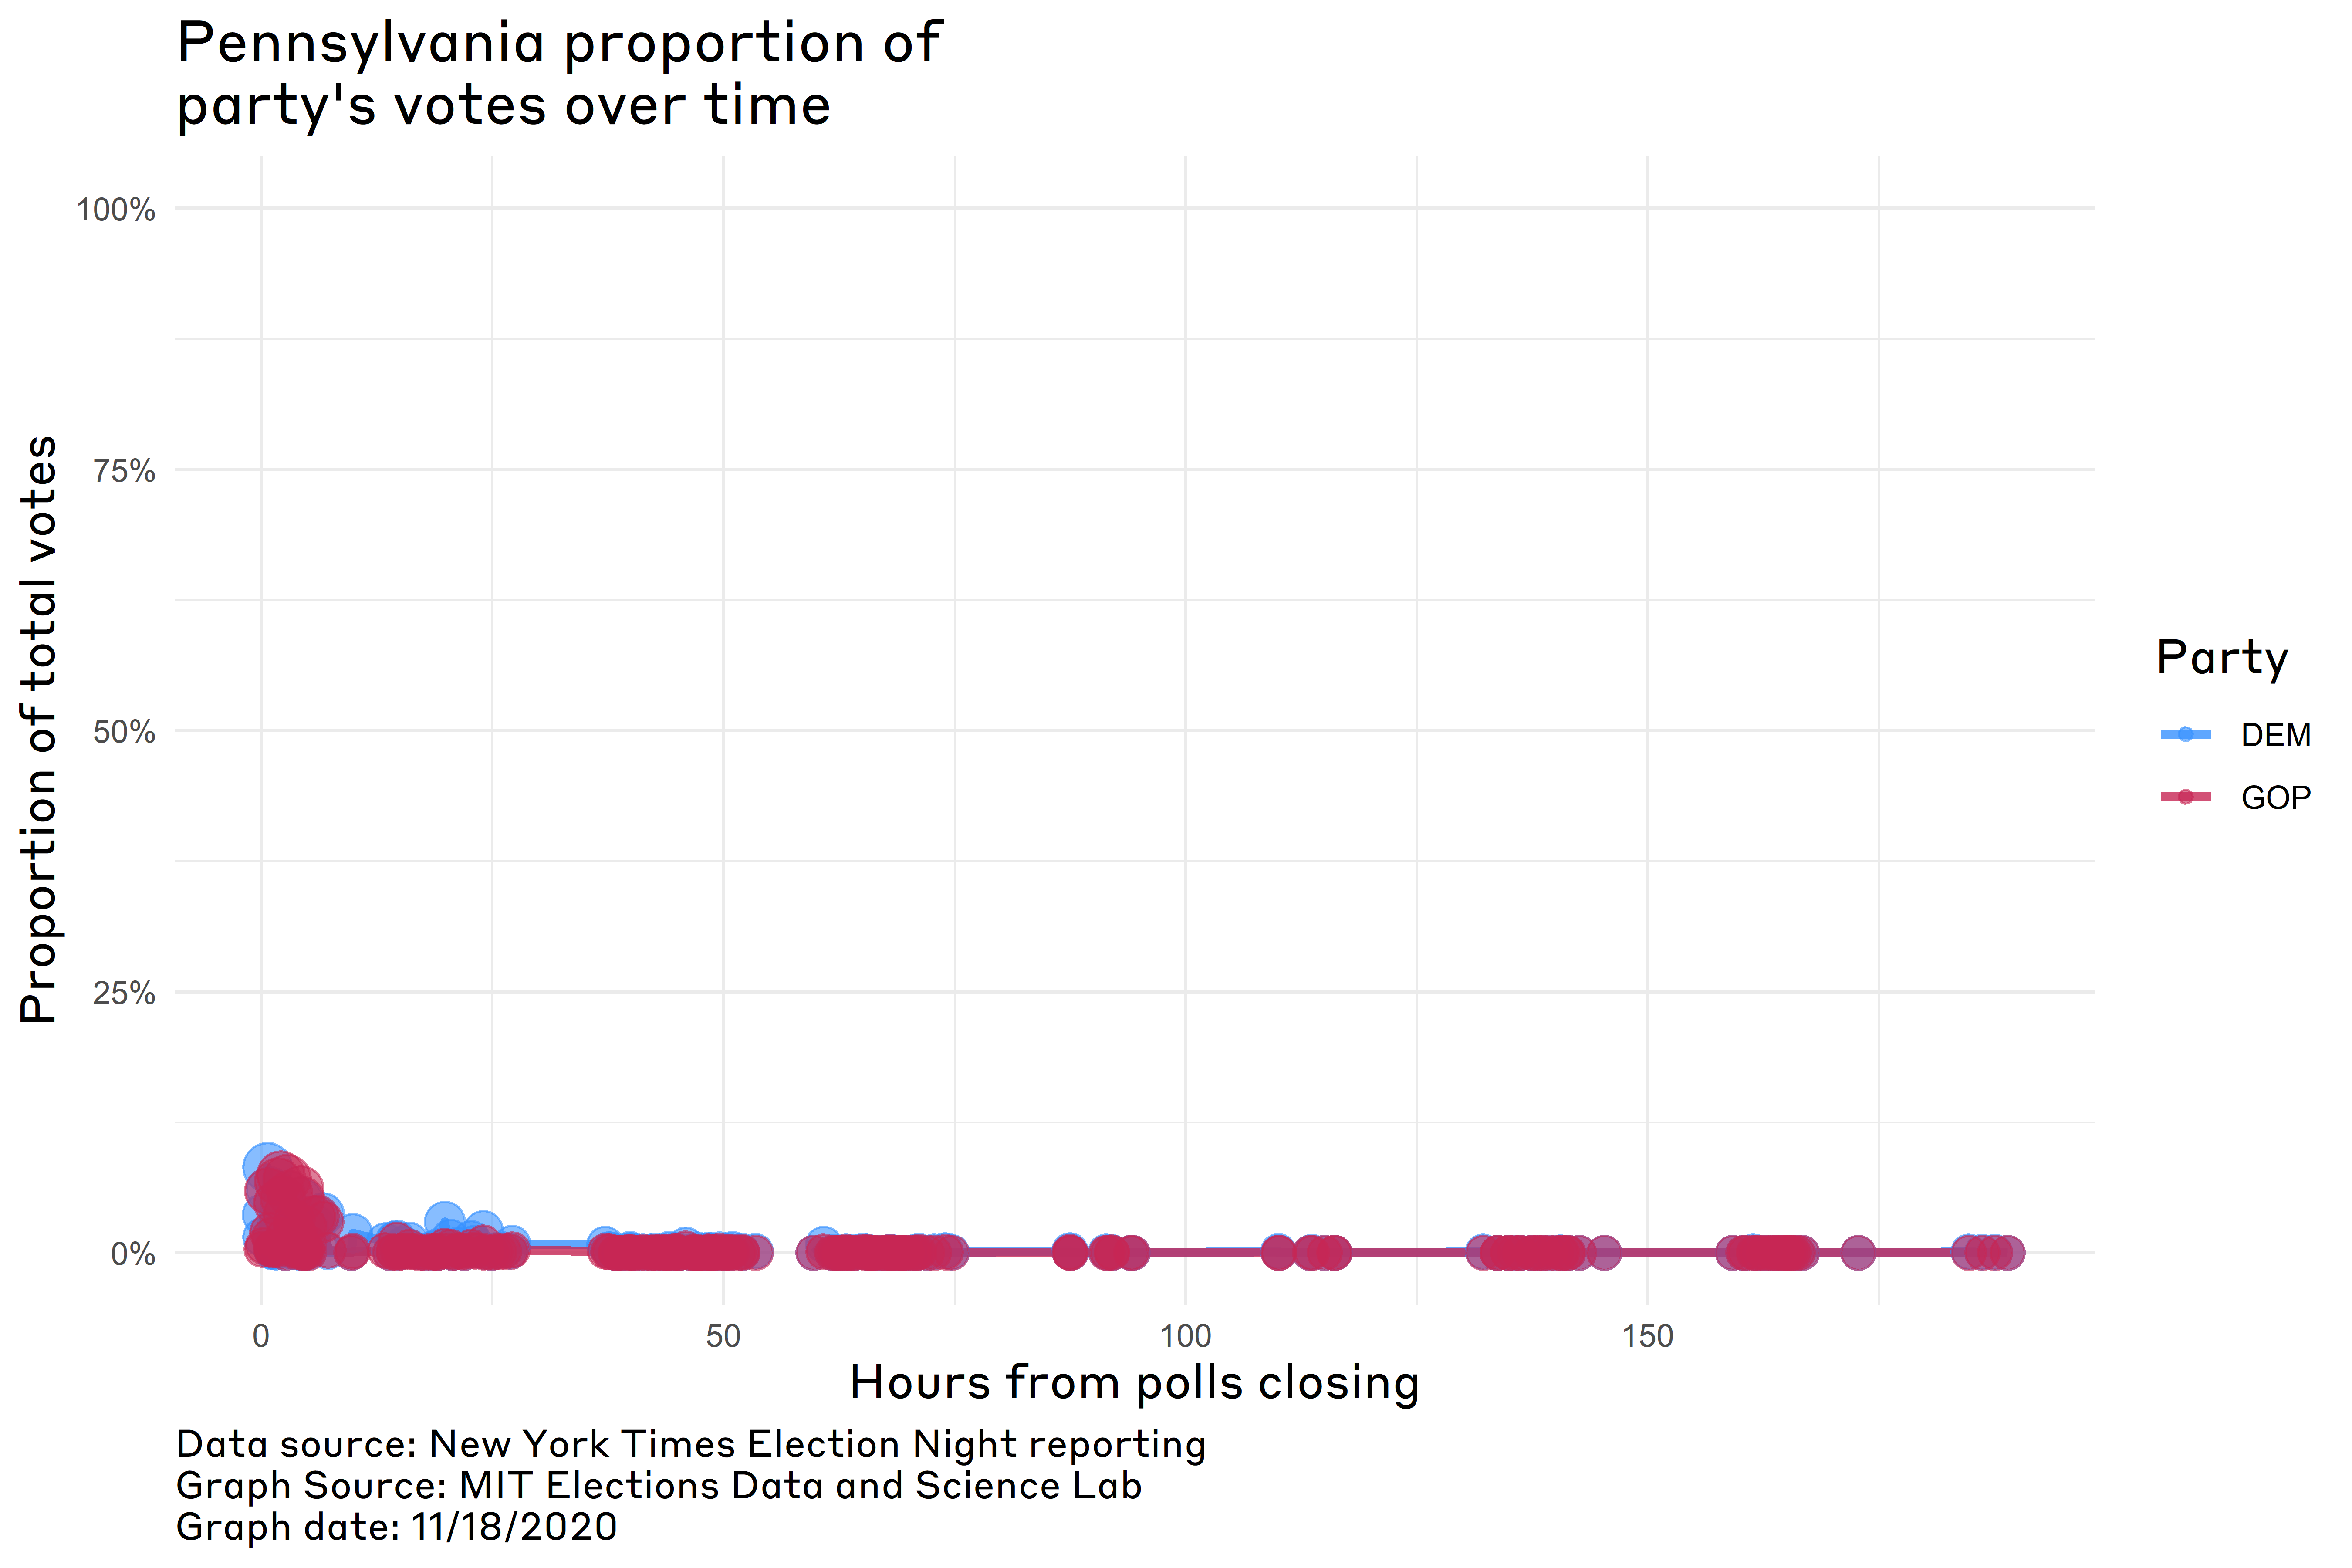 Pennsylvania proportion of
party's votes over time
Proportion of total votes
100%
75%
50%
25%
0%
0
50
100
150
Hours from polls closing
Party
DEM
GOP
Data source: New York Times Election Night reporting
Graph Source: MIT Elections Data and Science Lab
Graph date: 11/18/2020